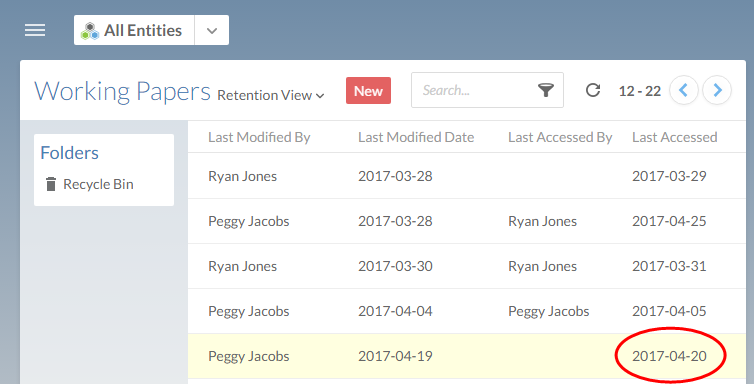 All Entities
Working Papers Retention View New Search... 12 - 22
Folders
Recycle Bin
Last Modified By Last Modified Date Last Accessed By Last Accessed
Ryan Jones 2017-03-28 2017-03-29
Peggy Jacobs 2017-03-28 Ryan Jones 2017-04-25
Ryan Jones 2017-03-30 Ryan Jones 2017-03-31
Peggy Jacobs 2017-04-04 Peggy Jacobs 2017-04-05
Peggy Jacobs 2017-04-19 2017-04-20